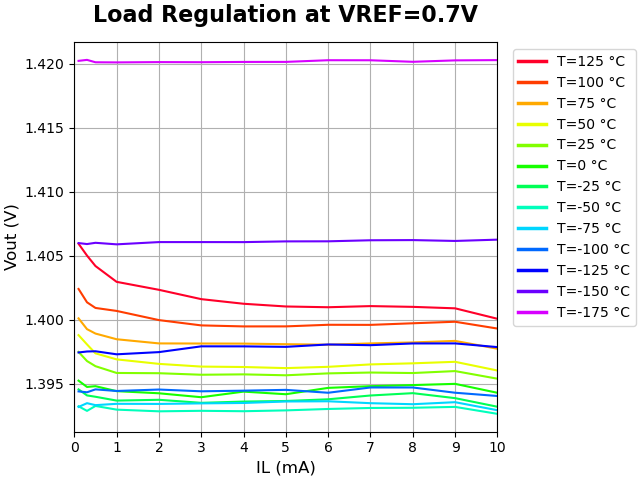 Load Regulation at VREF=0.7V
Vout (V)
1.420
1.415
1.410
1.405
1.400
1.395
0 1 2 3 4 5 6 7 8 9 10
IL (mA)
T=125 °C
T=100 °C
T=75 °C
T=50 °C
T=25 °C
T=0 °C
T=-25 °C
T=-50 °C
T=-75 °C
T=-100 °C
T=-125 °C
T=-150 °C
T=-175 °C